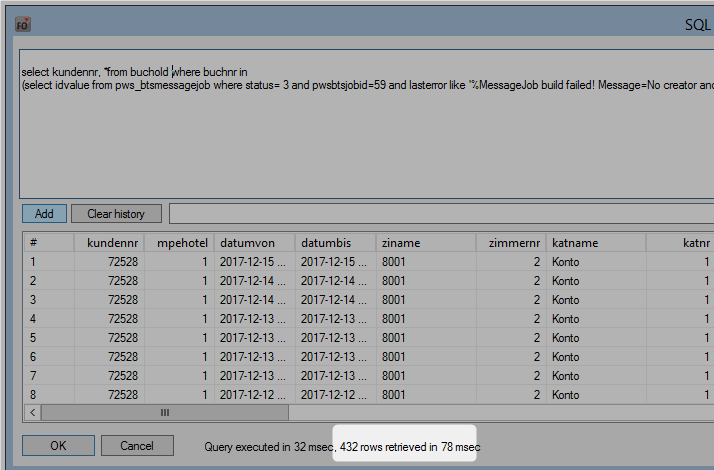 FO
SQL
select kundennr, *from buchold where buchnr in
(select idvalue from pws_btsmessagejob where status= 3 and pwsbtsjobid=59 and lasterror like '%MessageJob build failed! Message=No creator and
Add Clear history
# kundennr mpehotel datumvon datumbis ziname zimmernr katname katnr
1 72528 1 2017-12-15 ... 2017-12-15 ... 8001 2 Konto 1
2 72528 1 2017-12-14 ... 2017-12-14 ... 8001 2 Konto 1
3 72528 1 2017-12-14 ... 2017-12-14 ... 8001 2 Konto 1
4 72528 1 2017-12-13 ... 2017-12-13 ... 8001 2 Konto 1
5 72528 1 2017-12-13 ... 2017-12-13 ... 8001 2 Konto 1
6 72528 1 2017-12-13 ... 2017-12-13 ... 8001 2 Konto 1
7 72528 1 2017-12-13 ... 2017-12-13 ... 8001 2 Konto 1
8 72528 1 2017-12-12 ... 2017-12-12 ... 8001 2 Konto 1
OK Cancel Query executed in 32 msec, 432 rows retrieved in 78 msec